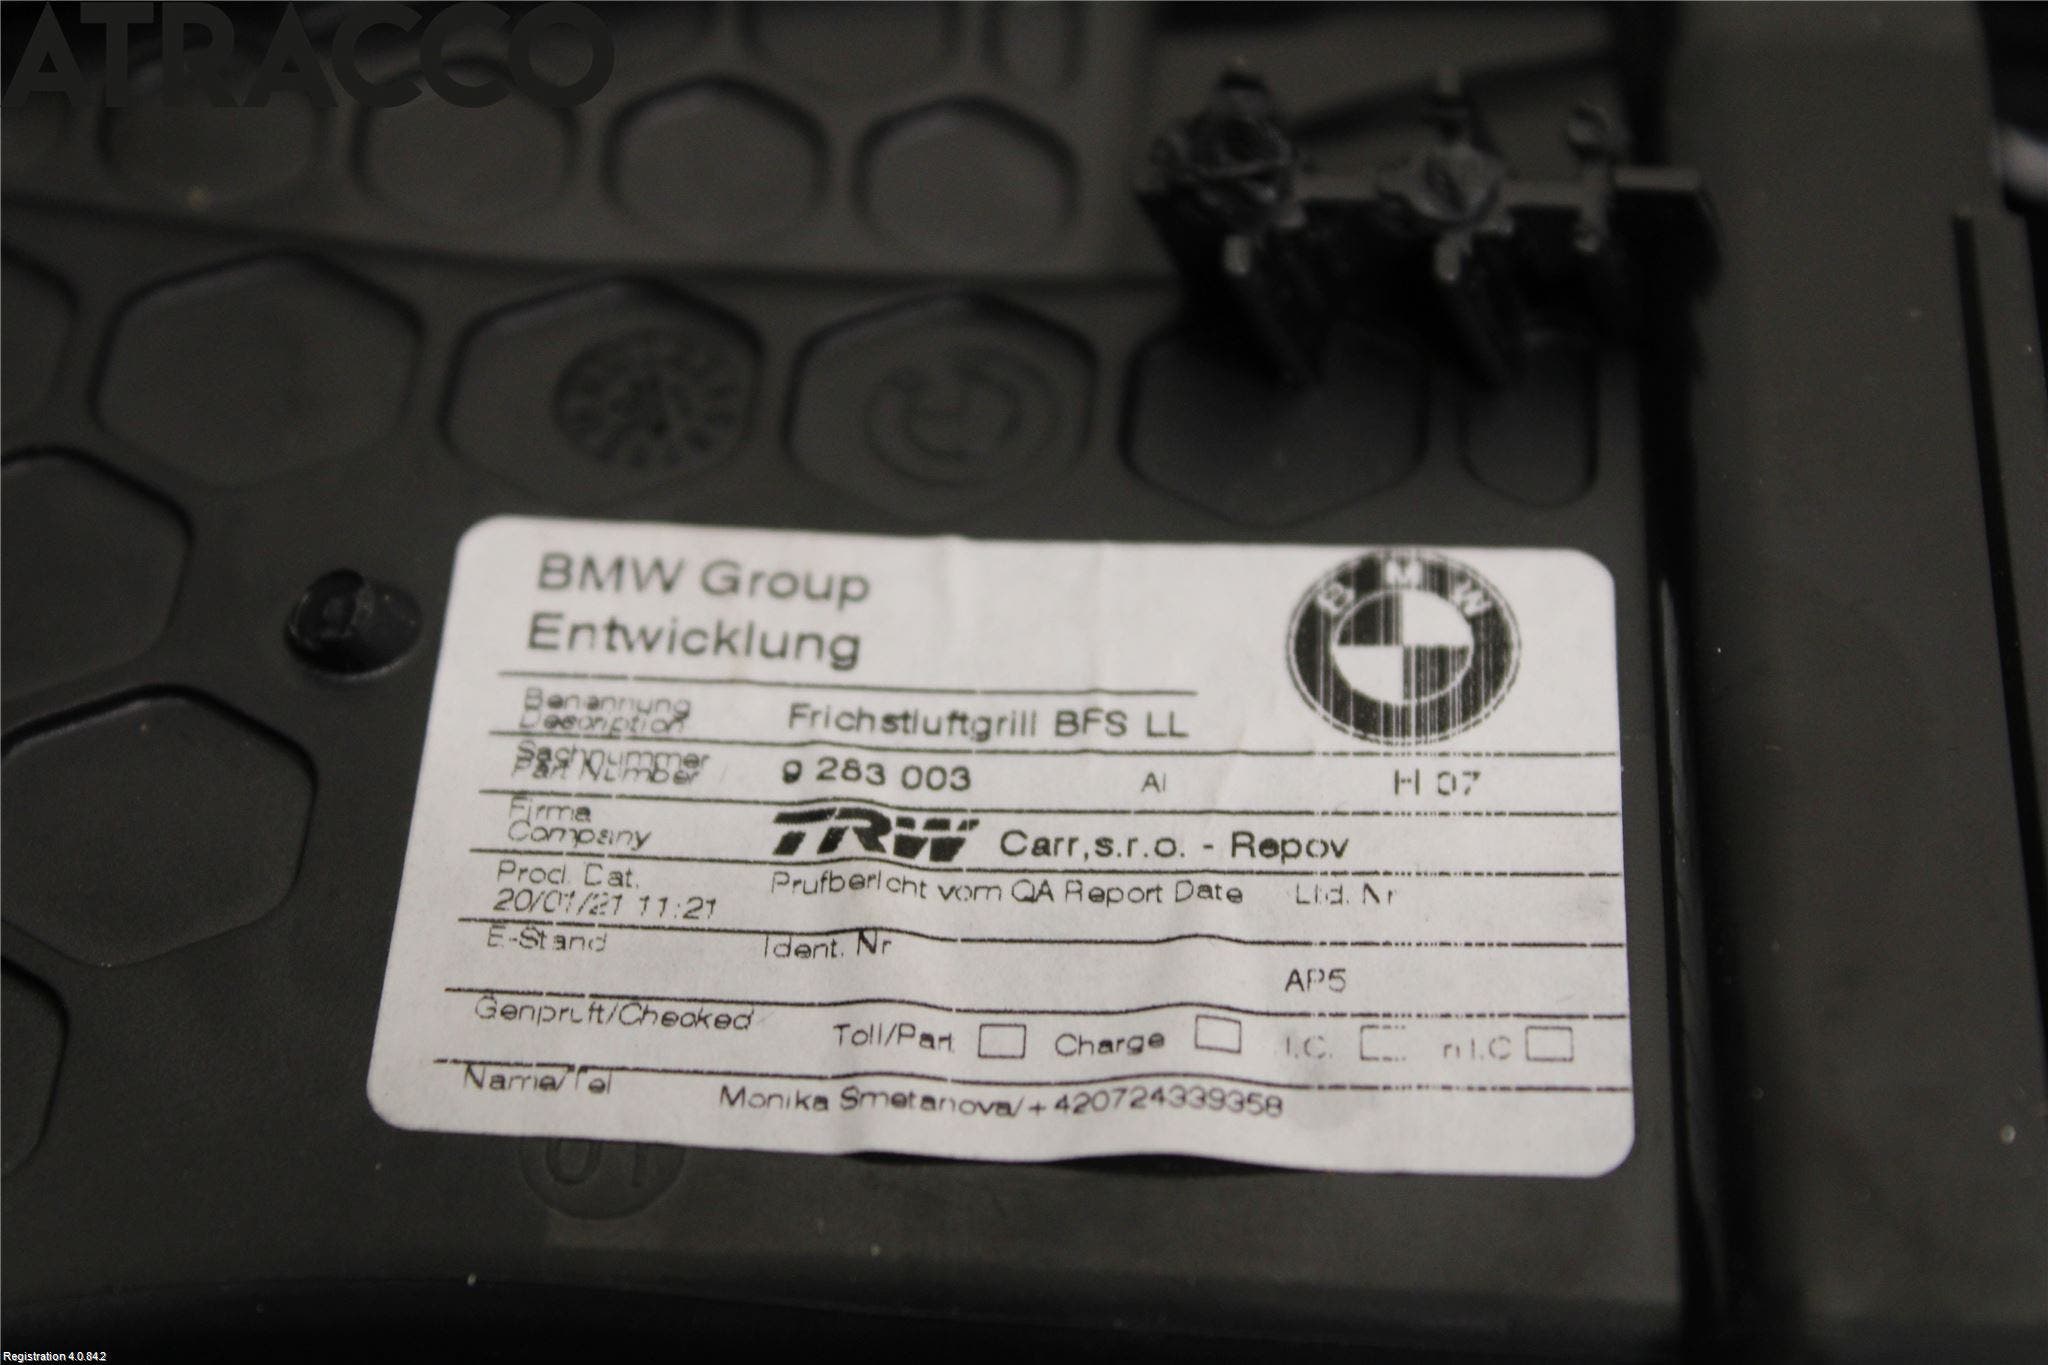 ATRACCO
BMW Group
Entwicklung
BMW
Benennung
Description
Frichstluftgrill BFS LL
Sachnummer
Part Number
9 283 003 AI H 07
Firma
Company
TRW Carr,s.r.o. - Repov
Prod. Dat. Prufbericht vom QA Report Date Lfd. Nr
20/01/21 11:21
E-Stand Ident. Nr
AP5
Genpruft/Checked
Toll/Part Charge I.C. n I.C
Name/Tel
Monika Smetanova/+420724339358
01
Registration 4.0.84.2